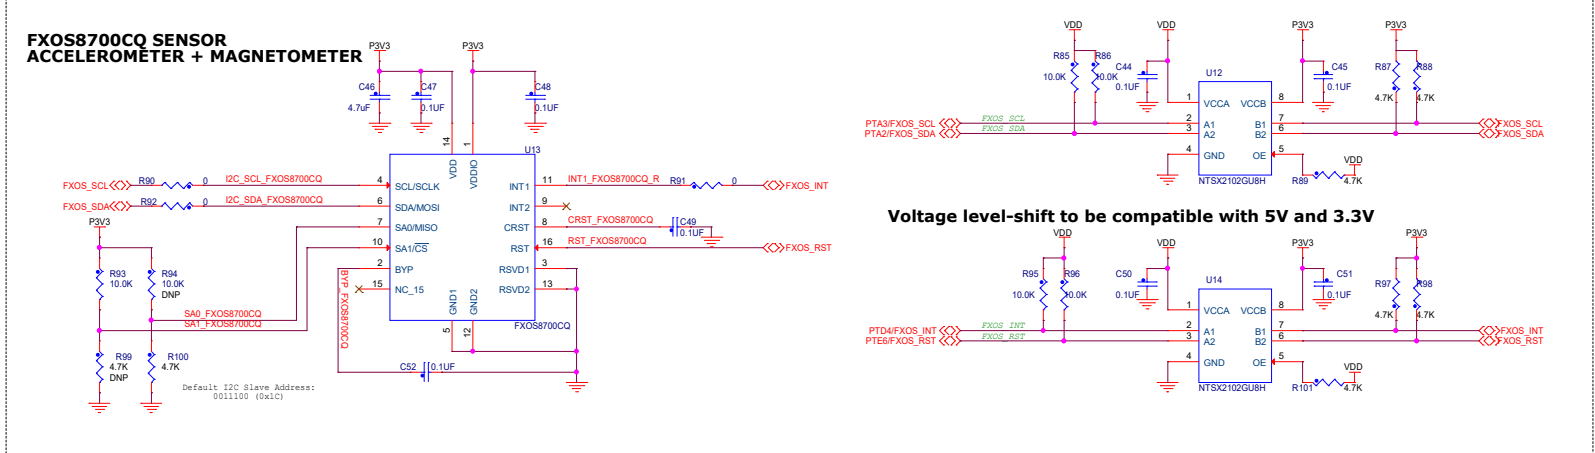 FXOS8700CQ SENSOR
ACCELEROMETER + MAGNETOMETER
P3V3
P3V3
C46
4.7uF
C47
0.1UF
C48
0.1UF
14
1
U13
VDD
VDDIO
FXOS_SCL
R90
0
I2C_SCL_FXOS8700CQ
4
SCL/SCLK
INT1
11
INT1_FXOS8700CQ_R
R91
0
FXOS_INT
FXOS_SDA
R92
0
I2C_SDA_FXOS8700CQ
6
SDA/MOSI
INT2
9
P3V3
7
SA0/MISO
CRST
8
CRST_FXOS8700CQ
C49
0.1UF
10
SA1/CS
RST
16
RST_FXOS8700CQ
FXOS_RST
2
BYP
RSVD1
3
15
NC_15
RSVD2
13
GND1
GND2
5
12
FXOS8700CQ
BYP_FXOS8700CQ
R93
10.0K
R94
10.0K
DNP
SA0_FXOS8700CQ
SA1_FXOS8700CQ
R99
4.7K
DNP
R100
4.7K
C52
0.1UF
Default I2C Slave Address:
0011100 (0x1C)
VDD
VDD
P3V3
P3V3
R85
10.0K
R86
10.0K
C44
0.1UF
U12
C45
0.1UF
R87
4.7K
R88
4.7K
1
VCCA
VCCB
8
PTA3/FXOS_SCL
FXOS_SCL
2
A1
B1
7
FXOS_SCL
PTA2/FXOS_SDA
FXOS_SDA
3
A2
B2
6
FXOS_SDA
4
GND
OE
5
VDD
NTSX2102GU8H
R89
4.7K
Voltage level-shift to be compatible with 5V and 3.3V
VDD
VDD
P3V3
P3V3
R95
10.0K
R96
10.0K
C50
0.1UF
U14
C51
0.1UF
R97
4.7K
R98
4.7K
1
VCCA
VCCB
8
PTD4/FXOS_INT
FXOS_INT
2
A1
B1
7
FXOS_INT
PTE6/FXOS_RST
FXOS_RST
3
A2
B2
6
FXOS_RST
4
GND
OE
5
VDD
NTSX2102GU8H
R101
4.7K